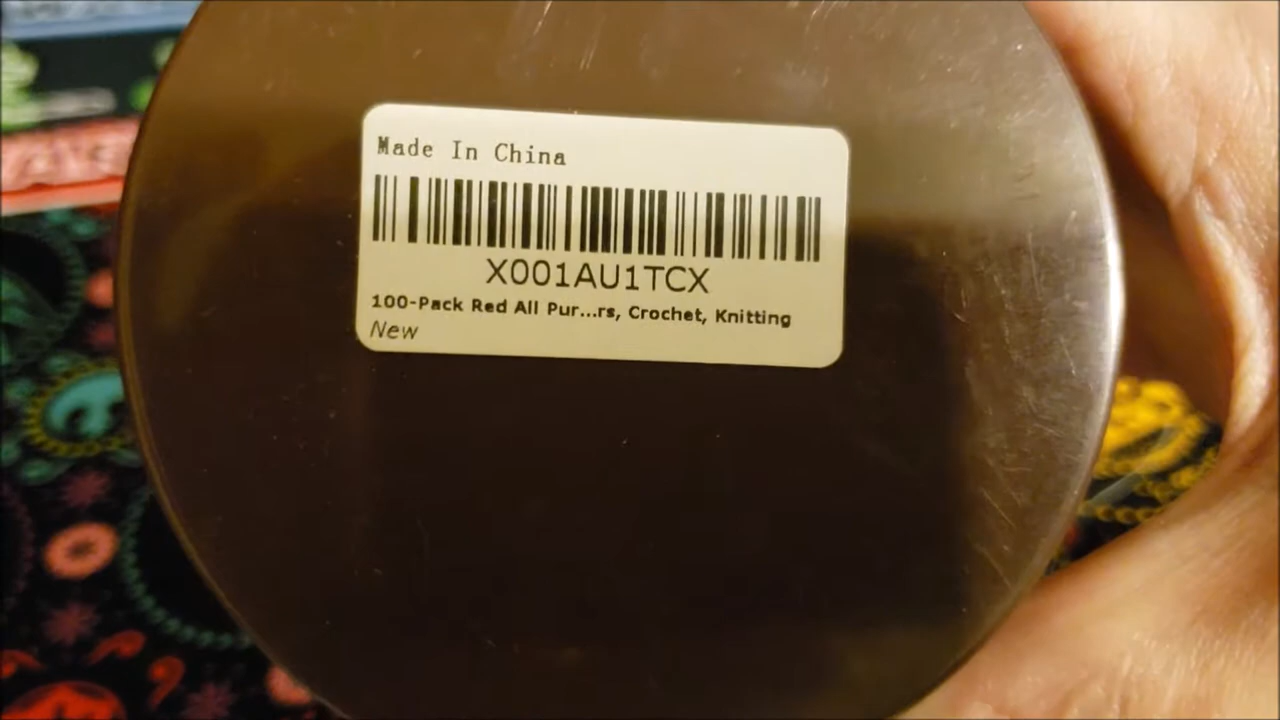 Made In China
X001AU1TCX
100-Pack Red All Pur...rs, Crochet, Knitting
New